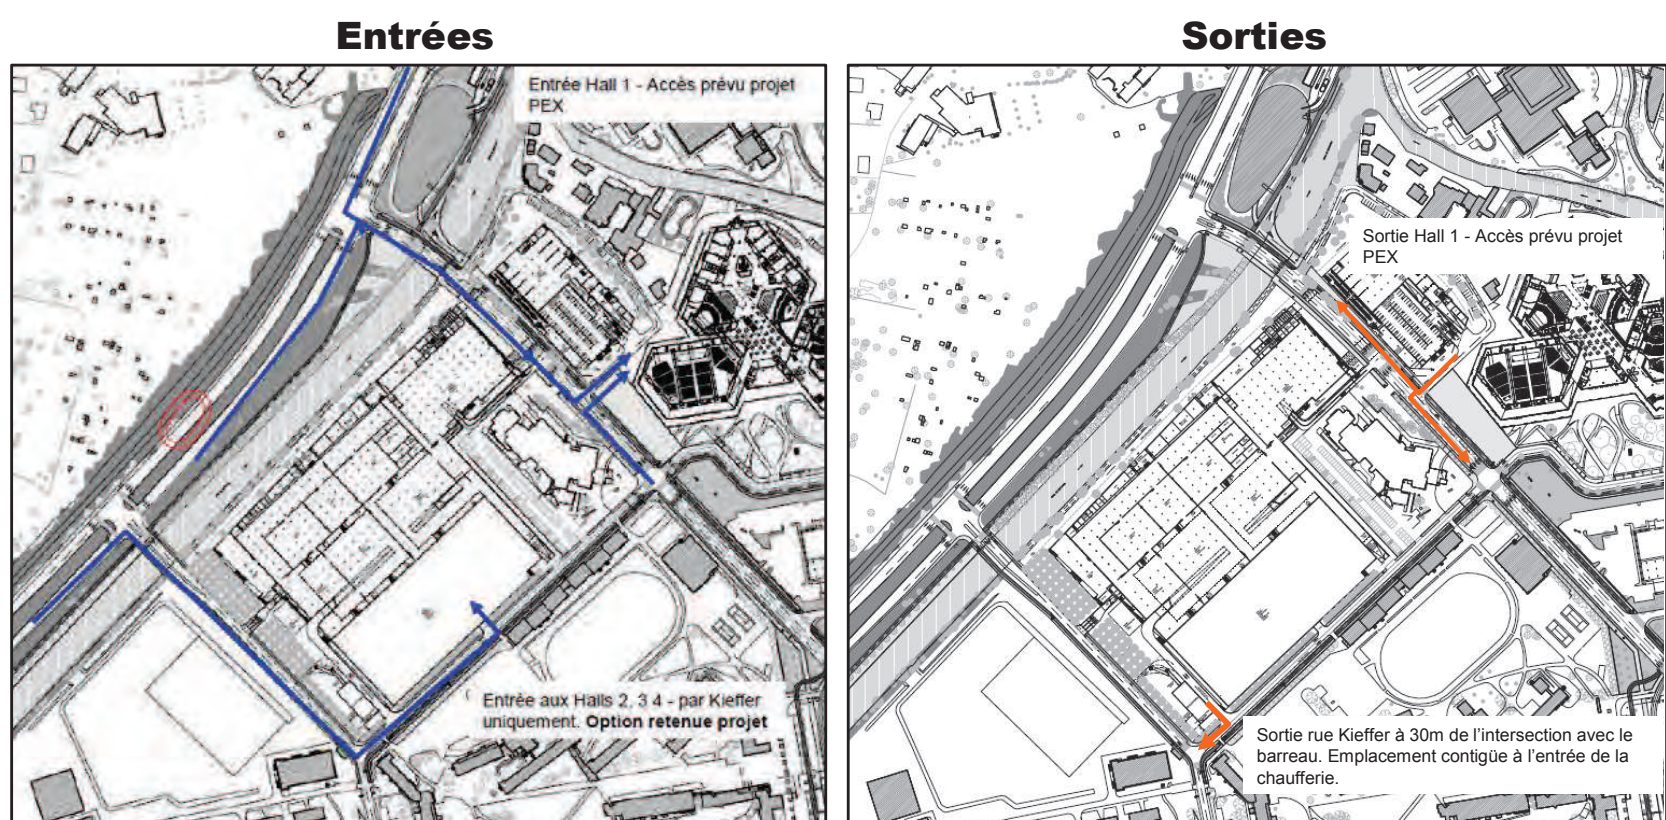 Entrées
Sorties
Entrée Hall 1 - Accès prévu projet
PEX
Entrée aux Halls 2, 3 4 - par Kieffer
uniquement. Option retenue projet
Sortie Hall 1 - Accès prévu projet
PEX
Sortie rue Kieffer à 30m de l'intersection avec le
barreau. Emplacement contigüe à l'entrée de la
chaufferie.